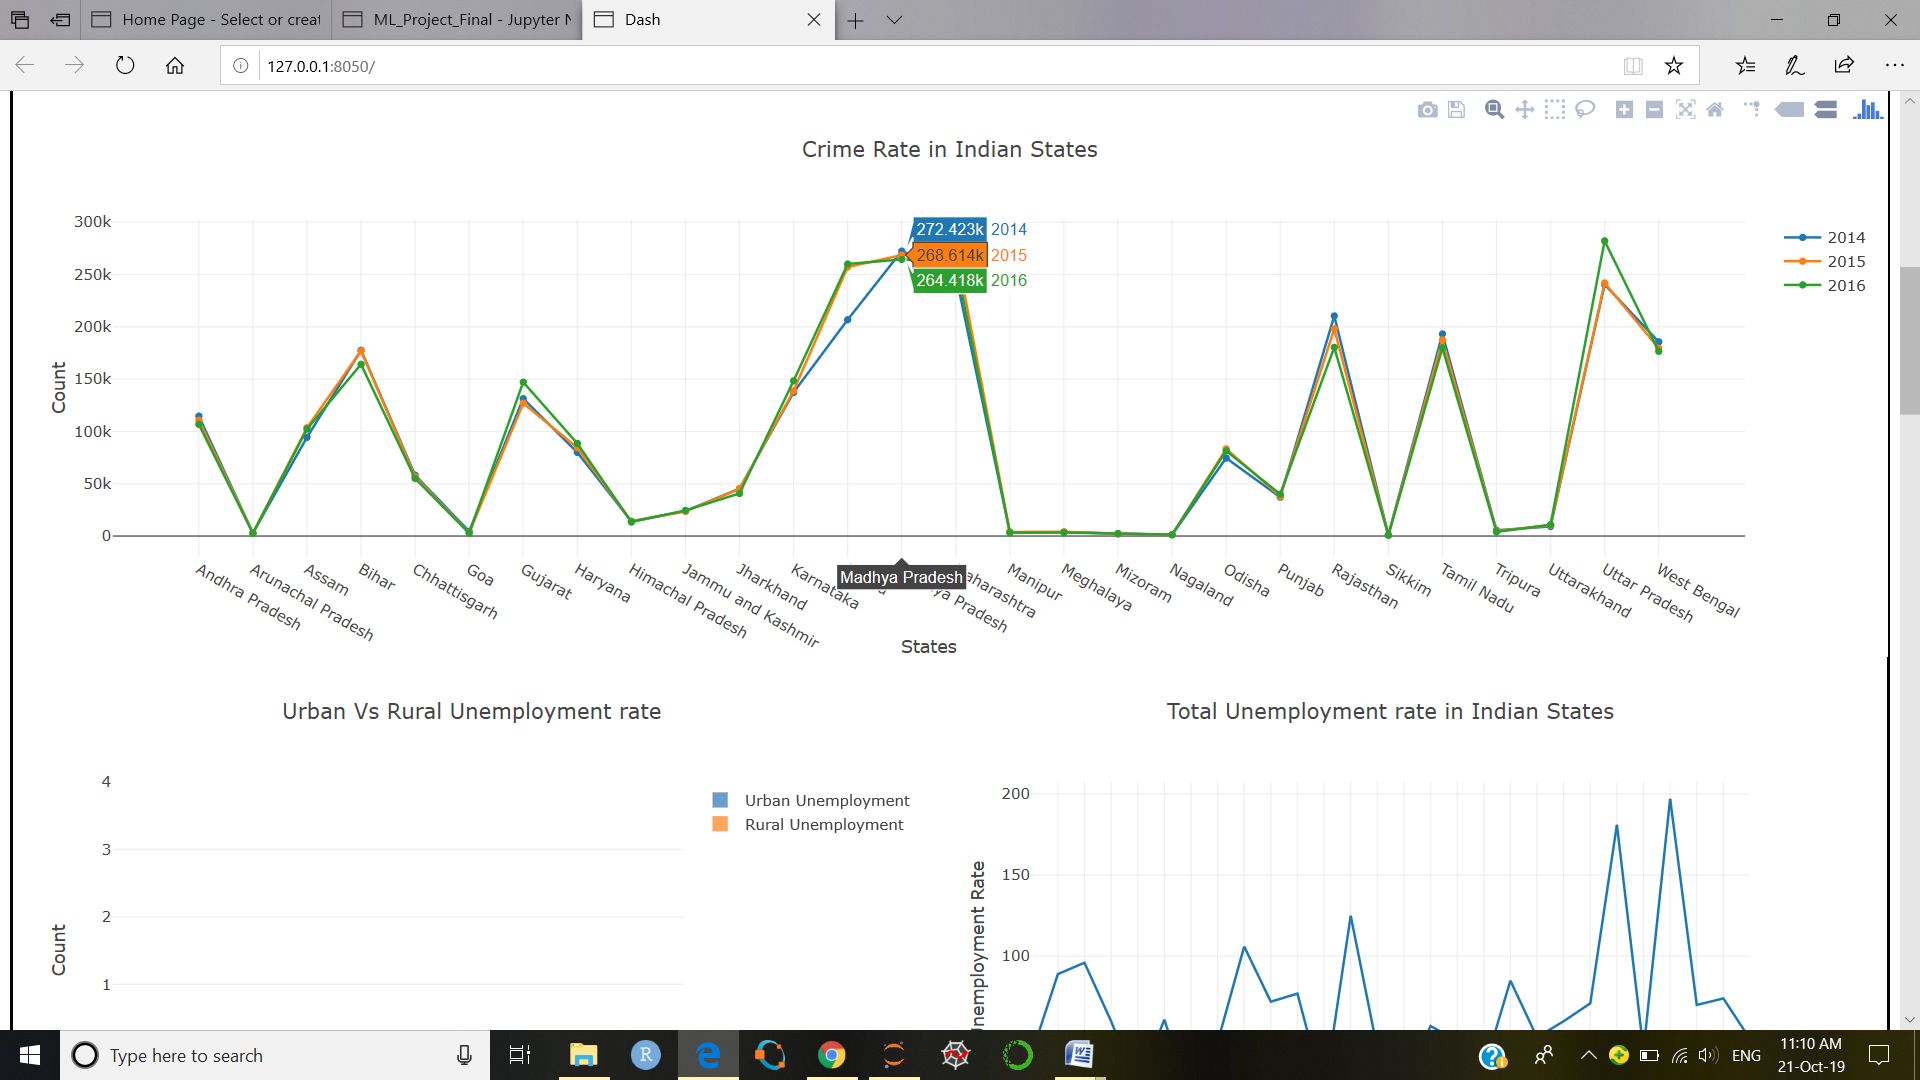 Home Page - Select or creat
ML_Project_Final - Jupyter N
Dash
127.0.0.1:8050/
Crime Rate in Indian States
300k
250k
200k
150k
100k
50k
0
Count
272.423k 2014
268.614k 2015
264.418k 2016
2014
2015
2016
Andhra Pradesh
Arunachal Pradesh
Assam
Bihar
Chhattisgarh
Goa
Gujarat
Haryana
Himachal Pradesh
Jammu and Kashmir
Jharkhand
Karnataka
Madhya Pradesh
ya Pradesh
aharashtra
Manipur
Meghalaya
Mizoram
Nagaland
Odisha
Punjab
Rajasthan
Sikkim
Tamil Nadu
Tripura
Uttarakhand
Uttar Pradesh
West Bengal
States
Urban Vs Rural Unemployment rate
4
3
2
1
Count
Urban Unemployment
Rural Unemployment
Total Unemployment rate in Indian States
200
150
100
nemployment Rate
Type here to search
R
ENG
11:10 AM
21-Oct-19